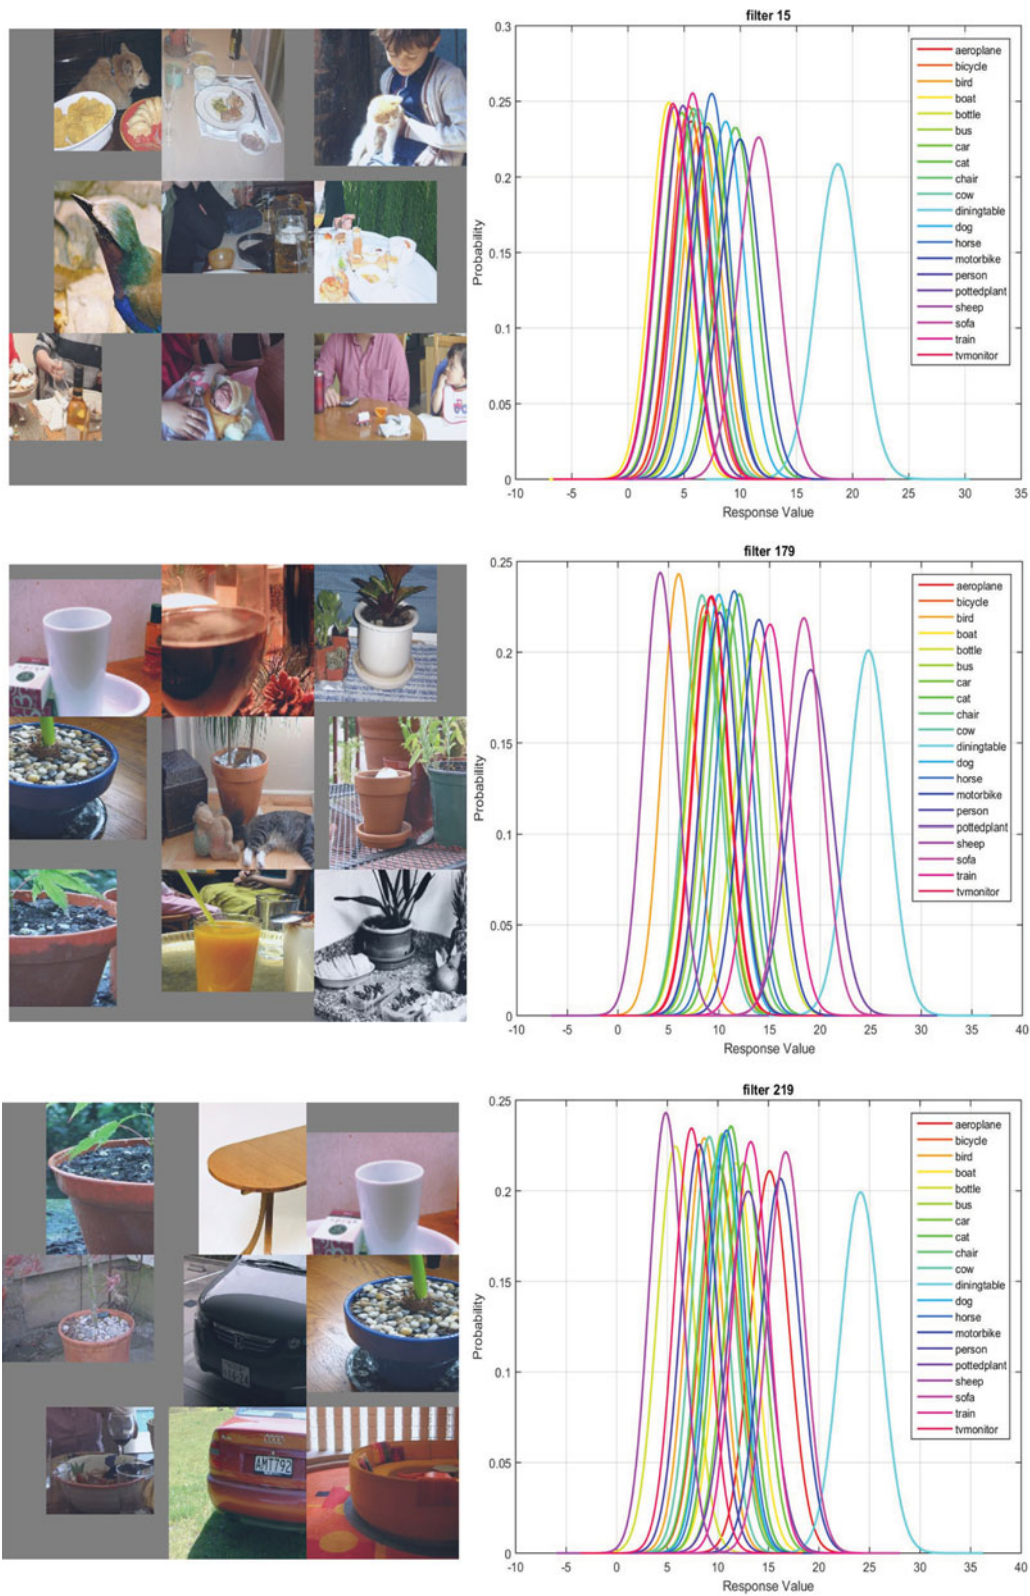 filter 15
0.3
0.25
0.2
0.15
0.1
0.05
0
Probability
-10 -5 0 5 10 15 20 25 30 35
Response Value
aeroplane
bicycle
bird
boat
bottle
bus
car
cat
chair
cow
diningtable
dog
horse
motorbike
person
pottedplant
sheep
sofa
train
tvmonitor
filter 179
0.25
0.2
0.15
0.1
0.05
0
Probability
-10 -5 0 5 10 15 20 25 30 35 40
Response Value
aeroplane
bicycle
bird
boat
bottle
bus
car
cat
chair
cow
diningtable
dog
horse
motorbike
person
pottedplant
sheep
sofa
train
tvmonitor
filter 219
0.25
0.2
0.15
0.1
0.05
0
Probability
-10 -5 0 5 10 15 20 25 30 35 40
Response Value
aeroplane
bicycle
bird
boat
bottle
bus
car
cat
chair
cow
diningtable
dog
horse
motorbike
person
pottedplant
sheep
sofa
train
tvmonitor
AMT792